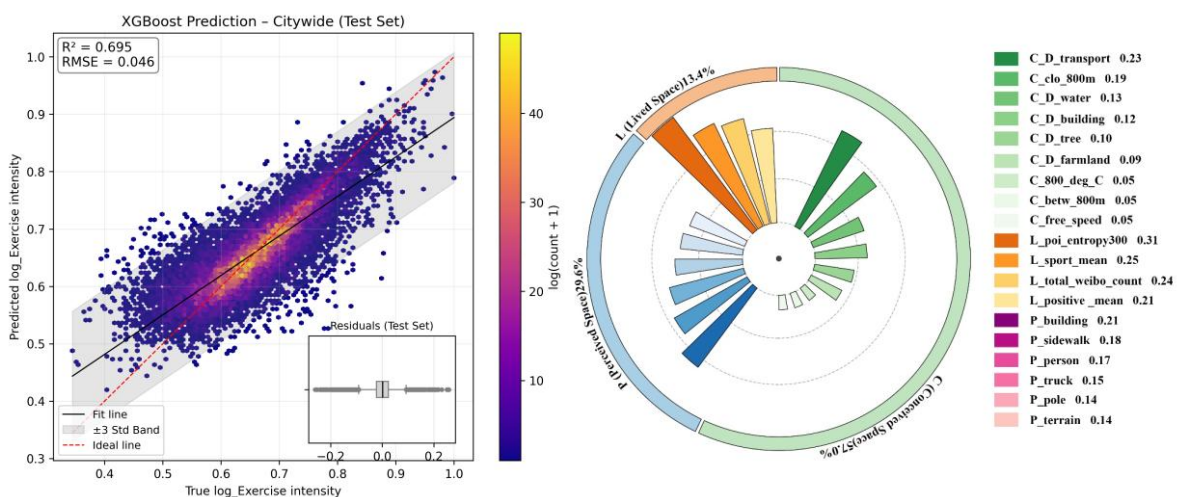 XGBoost Prediction – Citywide (Test Set)
R² = 0.695
RMSE = 0.046
Predicted log_Exercise intensity
1.0
0.9
0.8
0.7
0.6
0.5
0.4
0.3
Residuals (Test Set)
−0.2 0.0 0.2
Fit line
±3 Std Band
Ideal line
0.4 0.5 0.6 0.7 0.8 0.9 1.0
True log_Exercise intensity
40
30
20
10
log(count + 1)
L (Lived Space)13.4%
P (Perceived Space)29.6%
C (Conceived Space)57.0%
C_D_transport 0.23
C_clo_800m 0.19
C_D_water 0.13
C_D_building 0.12
C_D_tree 0.10
C_D_farmland 0.09
C_800_deg_C 0.05
C_betw_800m 0.05
C_free_speed 0.05
L_poi_entropy300 0.31
L_sport_mean 0.25
L_total_weibo_count 0.24
L_positive_mean 0.21
P_building 0.21
P_sidewalk 0.18
P_person 0.17
P_truck 0.15
P_pole 0.14
P_terrain 0.14